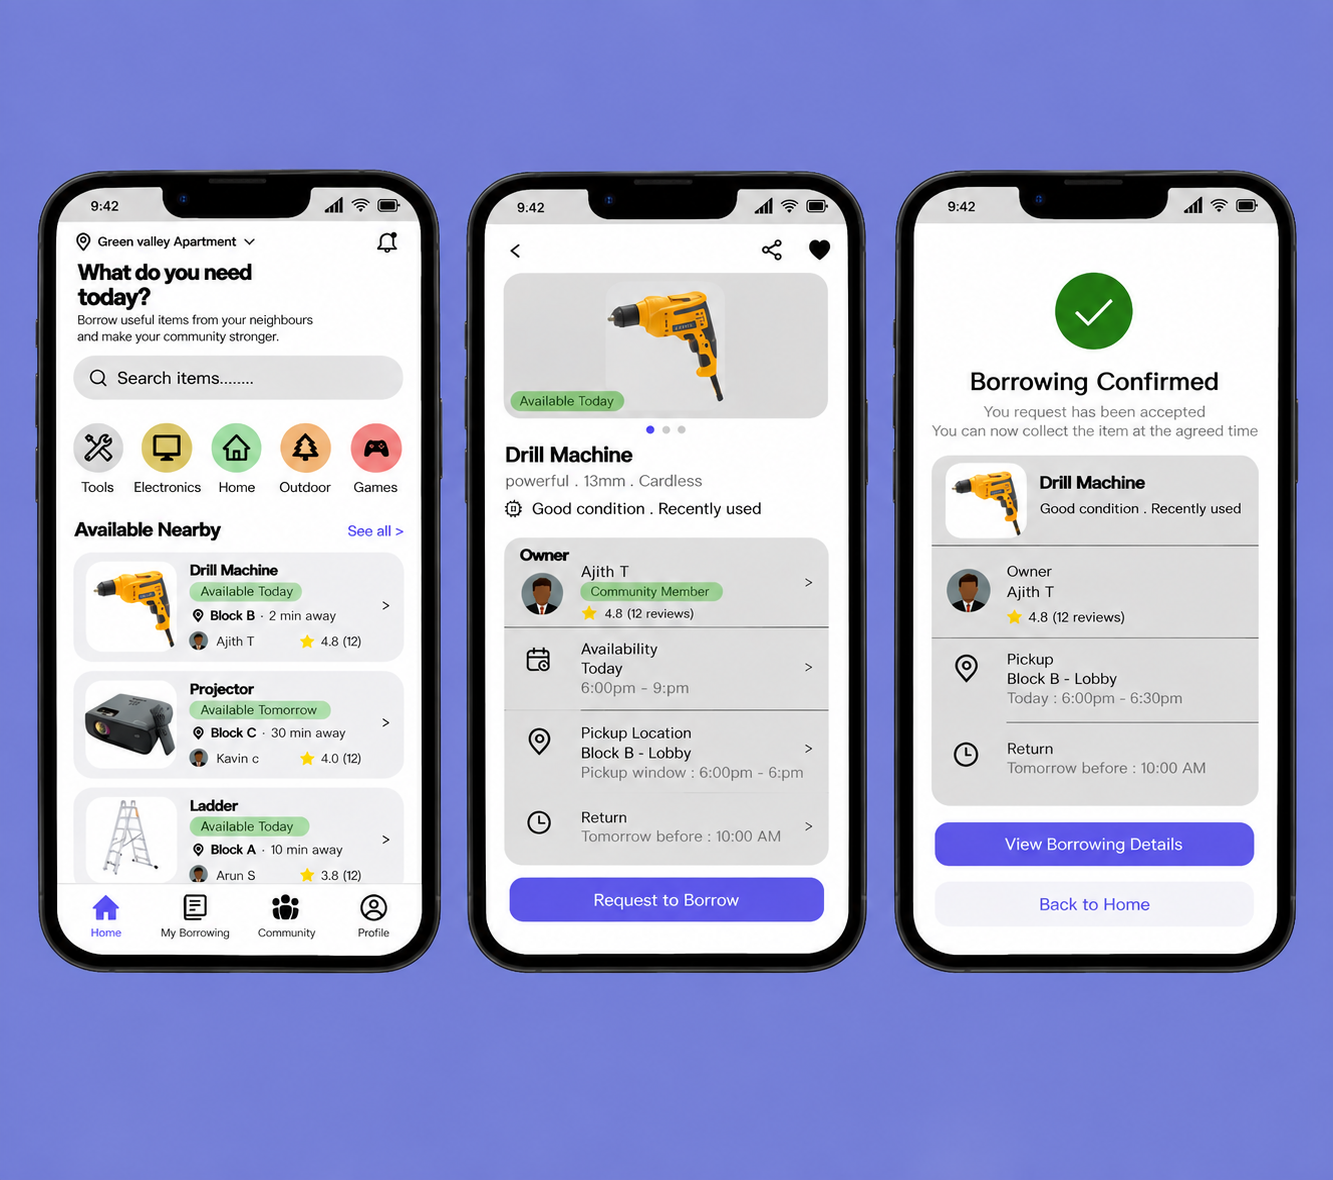 9:42
Green valley Apartment
What do you need
today?
Borrow useful items from your neighbours
and make your community stronger.
Search items........
Tools Electronics Home Outdoor Games
Available Nearby See all >
Drill Machine
Available Today
Block B · 2 min away
Ajith T 4.8 (12)
Projector
Available Tomorrow
Block C · 30 min away
Kavin c 4.0 (12)
Ladder
Available Today
Block A · 10 min away
Arun S 3.8 (12)
Home My Borrowing Community Profile
9.42
Available Today
Drill Machine
powerful . 13mm . Cardless
Good condition . Recently used
Owner
Ajith T
Community Member
4.8 (12 reviews)
Availability
Today
6:00pm - 9:pm
Pickup Location
Block B - Lobby
Pickup window : 6:00pm - 6:pm
Return
Tomorrow before : 10:00 AM
Request to Borrow
9:42
Borrowing Confirmed
You request has been accepted
You can now collect the item at the agreed time
Drill Machine
Good condition . Recently used
Owner
Ajith T
4.8 (12 reviews)
Pickup
Block B - Lobby
Today : 6:00pm - 6:30pm
Return
Tomorrow before : 10:00 AM
View Borrowing Details
Back to Home